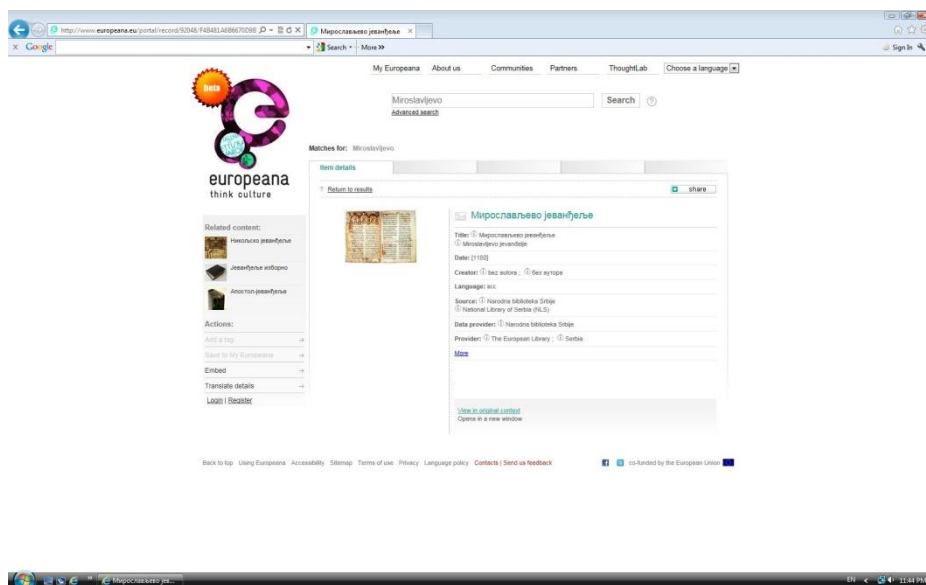 http://www.europeana.eu/portal/record/92048/
Мирослављево јеванђеље
x Google
Search
More >>
Sign In
My Europeana About us Communities Partners ThoughtLab Choose a language
beta
europeana
think culture
Miroslavljevo
Search
Advanced search
Matches for: Miroslavljevo
Item details
Return to results
share
Related content:
Никољско јеванђеље
Јеванђеље изборно
Апостол-јеванђеље
Actions:
Add a tag
Save to My Europeana
Embed
Translate details
Login | Register
Мирослављево јеванђеље
Title: Мирослављево јеванђеље
Miroslavljevo jevanđelje
Date: [1180]
Creator: bez autora ; без аутора
Language:
Source: Narodna biblioteka Srbije
National Library of Serbia (NLS)
Data provider: Narodna biblioteka Srbije
Provider: The European Library ; Serbia
More
View in original context
Opens in a new window
Back to top Using Europeana Accessibility Sitemap Terms of use Privacy Language policy Contacts | Send us feedback
co-funded by the European Union
Мирослављево јев...
EN
11:44 PM